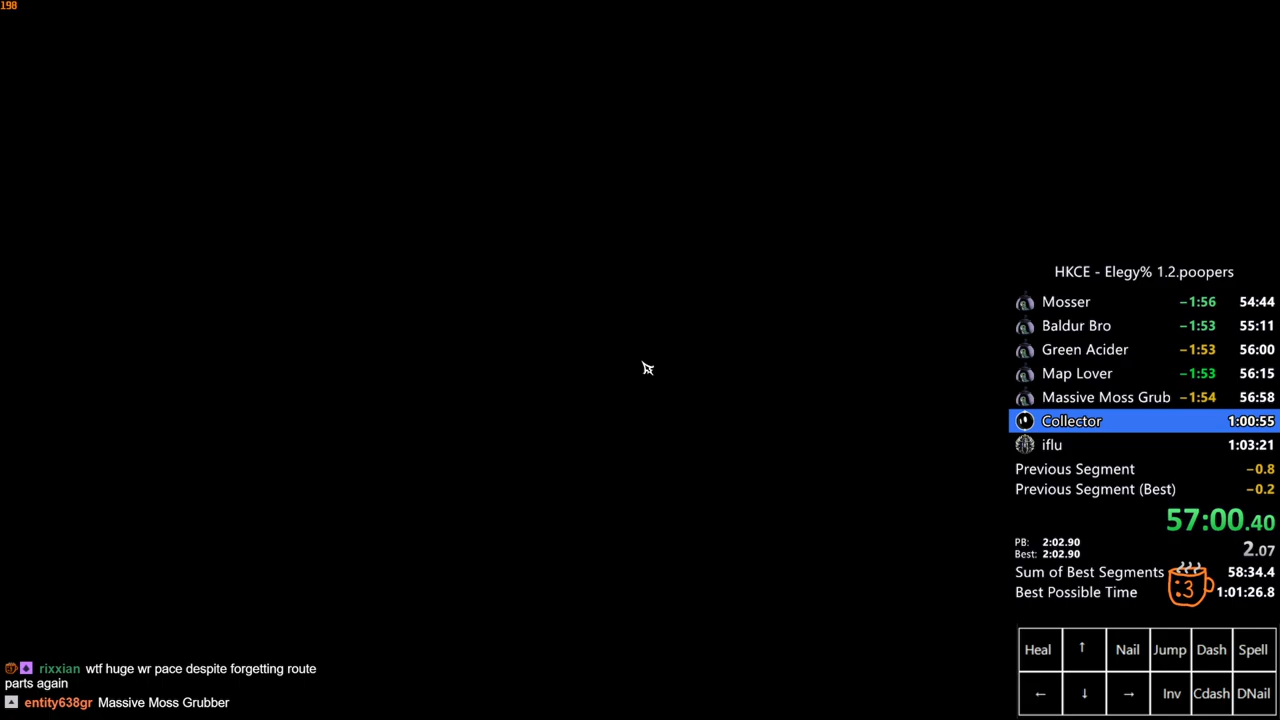 198
HKCE - Elegy% 1.2.poopers
Mosser −1:56 54:44
Baldur Bro −1:53 55:11
Green Acider −1:53 56:00
Map Lover −1:53 56:15
Massive Moss Grub −1:54 56:58
Collector 1:00:55
iflu 1:03:21
Previous Segment −0.8
Previous Segment (Best) −0.2
57:00.40
PB: 2:02.90
Best: 2:02.90
2.07
Sum of Best Segments 58:34.4
Best Possible Time 1:01:26.8
:3
Heal ↑ Nail Jump Dash Spell
← ↓ → Inv Cdash DNail
rixxian wtf huge wr pace despite forgetting route
parts again
entity638gr Massive Moss Grubber